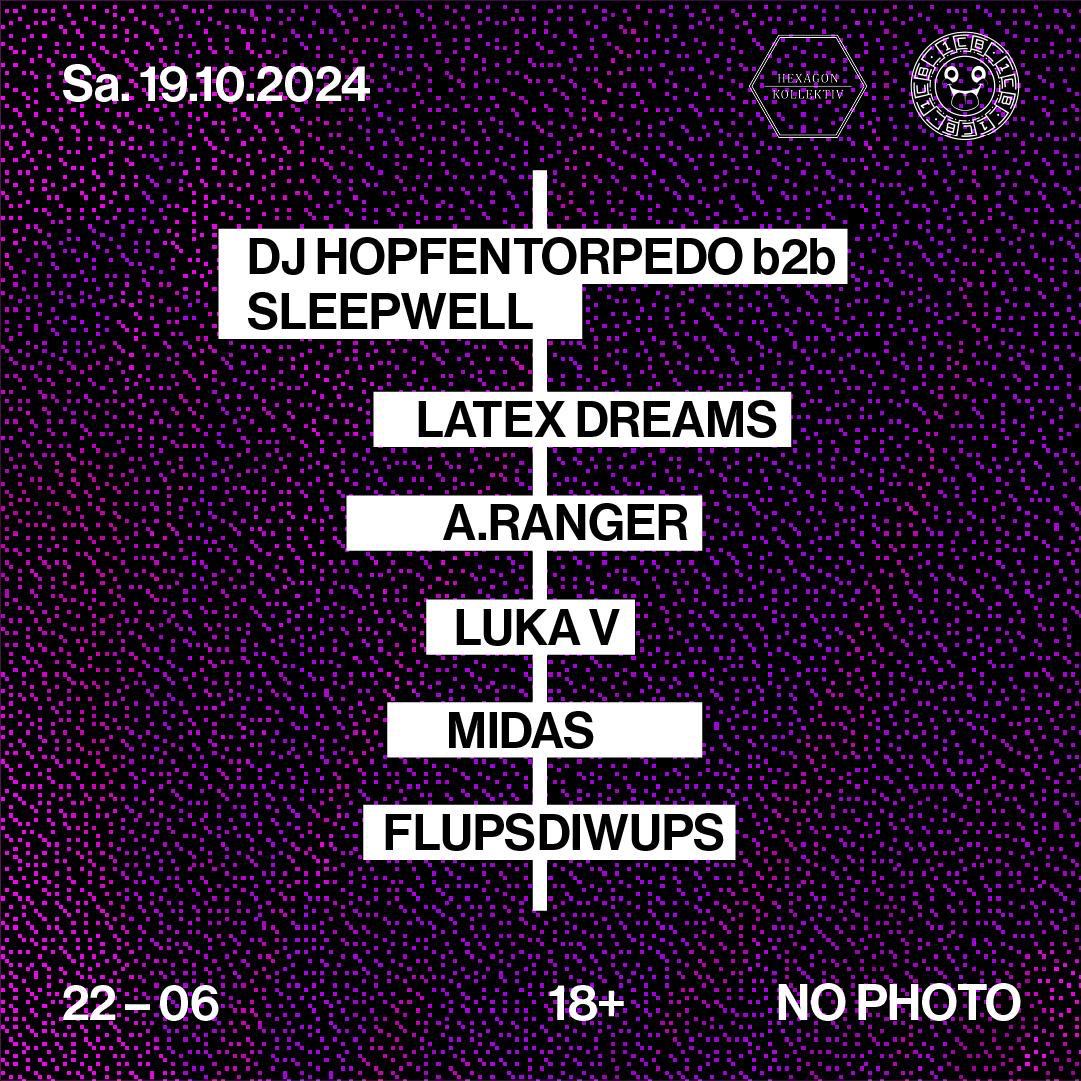 Sa. 19.10.2024
HEXAGON
KOLLEKTIV
DJ HOPFENTORPEDO b2b
SLEEPWELL
LATEX DREAMS
A.RANGER
LUKA V
MIDAS
FLUPSDIWUPS
22 – 06
18+
NO PHOTO